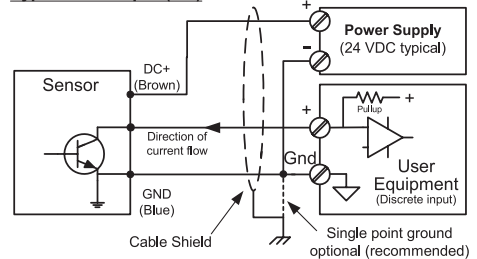 +
Power Supply
(24 VDC typical)
-
Sensor
DC+
(Brown)
+
+
Pullup
Direction of
current flow
Gnd
User
Equipment
(Discrete input)
GND
(Blue)
Cable Shield
Single point ground
optional (recommended)